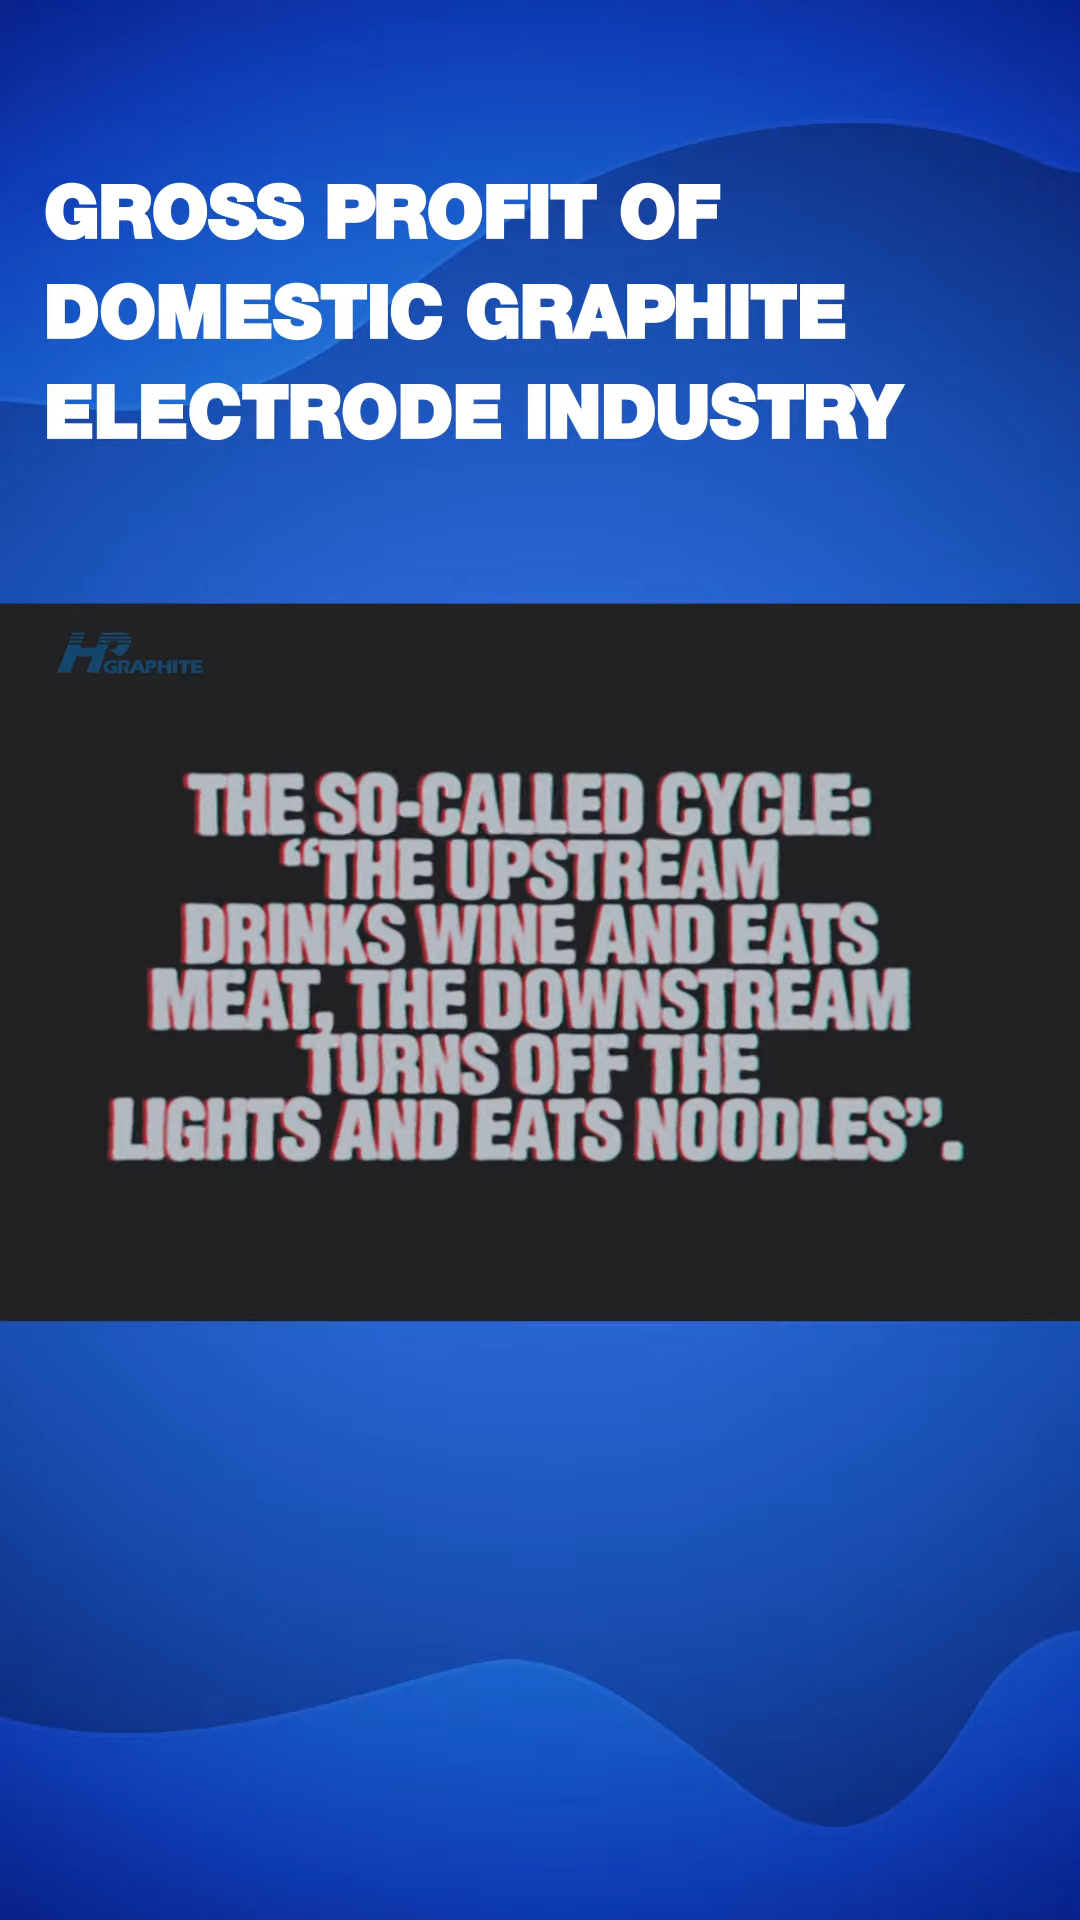 GROSS PROFIT OF
DOMESTIC GRAPHITE
ELECTRODE INDUSTRY
HP GRAPHITE
THE SO-CALLED CYCLE:
“THE UPSTREAM
DRINKS WINE AND EATS
MEAT, THE DOWNSTREAM
TURNS OFF THE
LIGHTS AND EATS NOODLES”.